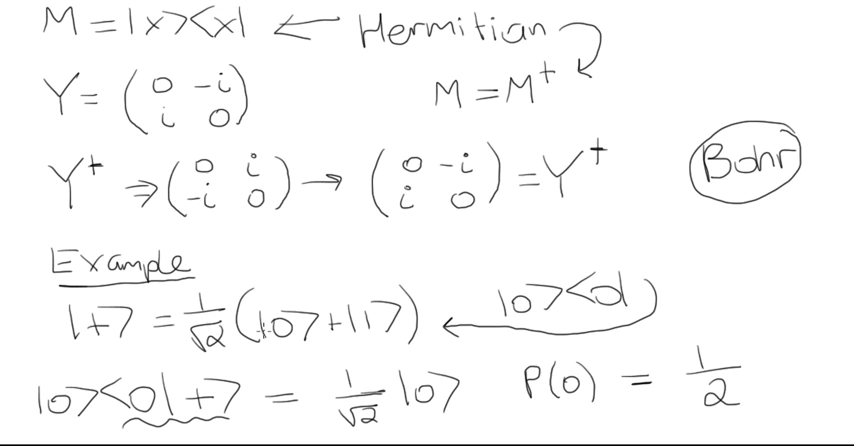 M = |x><x| ← Hermitian
Y = (0 -i
i 0)
M = M†
Y† ⇒ (0 i
-i 0) → (0 -i
i 0) = Y†
Bohr
Example
|+> = 1/√2 (|0> + |1>) ← |0><0|
|0><0|+> = 1/√2 |0> P(0) = 1/2